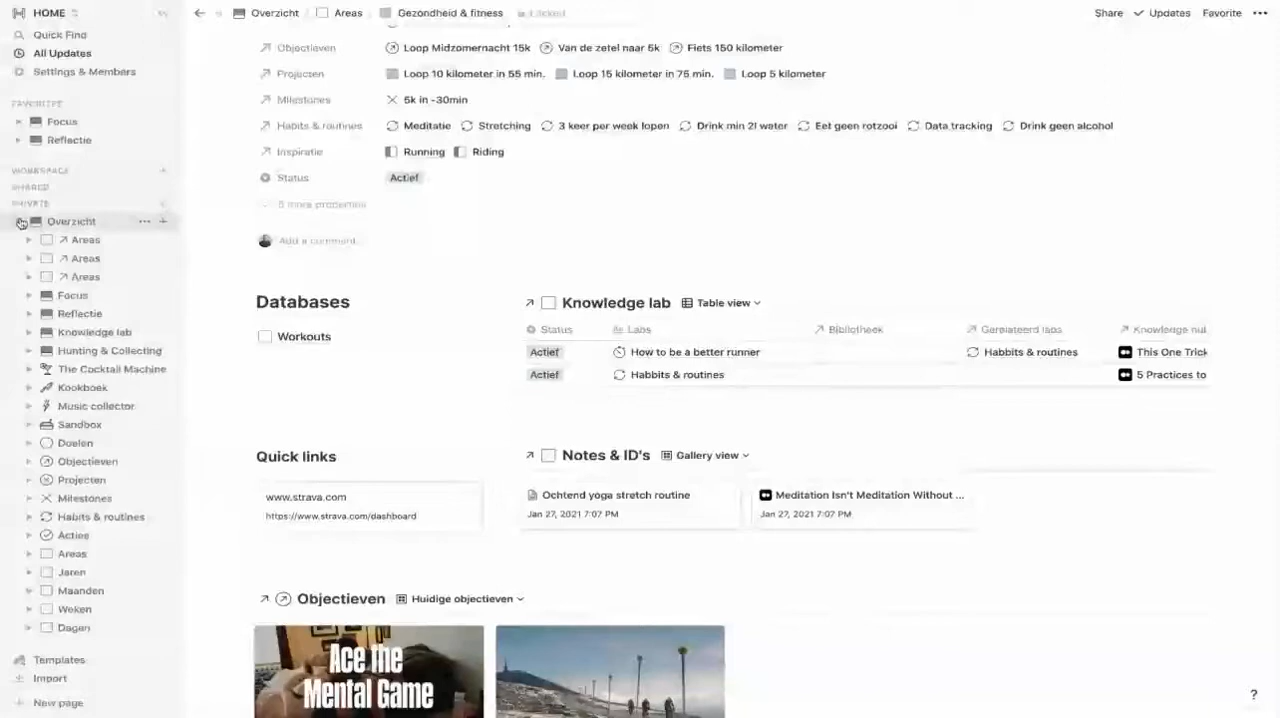 HOME
Overzicht
Areas
Gezondheid & fitness
Locked
Share
Updates
Favorite
Quick Find
All Updates
Settings & Members
FAVORITES
Focus
Reflectie
WORKSPACE
SHARED
PRIVATE
Overzicht
Areas
Areas
Areas
Focus
Reflectie
Knowledge lab
Hunting & Collecting
The Cocktail Machine
Kookboek
Music collector
Sandbox
Doelen
Objectieven
Projecten
Milestones
Habits & routines
Acties
Areas
Jaren
Maanden
Weken
Dagen
Templates
Import
New page
Objectieven Loop Midzomernacht 15k Van de zetel naar 5k Fiets 150 kilometer
Projecten Loop 10 kilometer in 55 min. Loop 15 kilometer in 75 min. Loop 5 kilometer
Milestones 5k in -30min
Habits & routines Meditatie Stretching 3 keer per week lopen Drink min 2l water Eet geen rotzooi Data tracking Drink geen alcohol
Inspiratie Running Riding
Status Actief
more properties
Add a comment...
Databases
Workouts
Knowledge lab Table view
Status Labs Bibliotheek Gerelateerd labs Knowledge nu
Actief How to be a better runner Habbits & routines This One Trick
Actief Habbits & routines 5 Practices to
Quick links
www.strava.com
https://www.strava.com/dashboard
Notes & ID's Gallery view
Ochtend yoga stretch routine
Jan 27, 2021 7:07 PM
Meditation Isn't Meditation Without ...
Jan 27, 2021 7:07 PM
Objectieven Huidige objectieven
Ace the
Mental Game
?